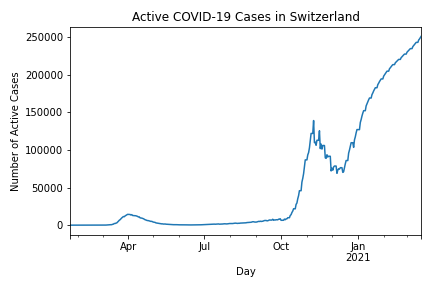 Active COVID-19 Cases in Switzerland
Number of Active Cases
250000
200000
150000
100000
50000
0
Apr
Jul
Oct
Jan
2021
Day